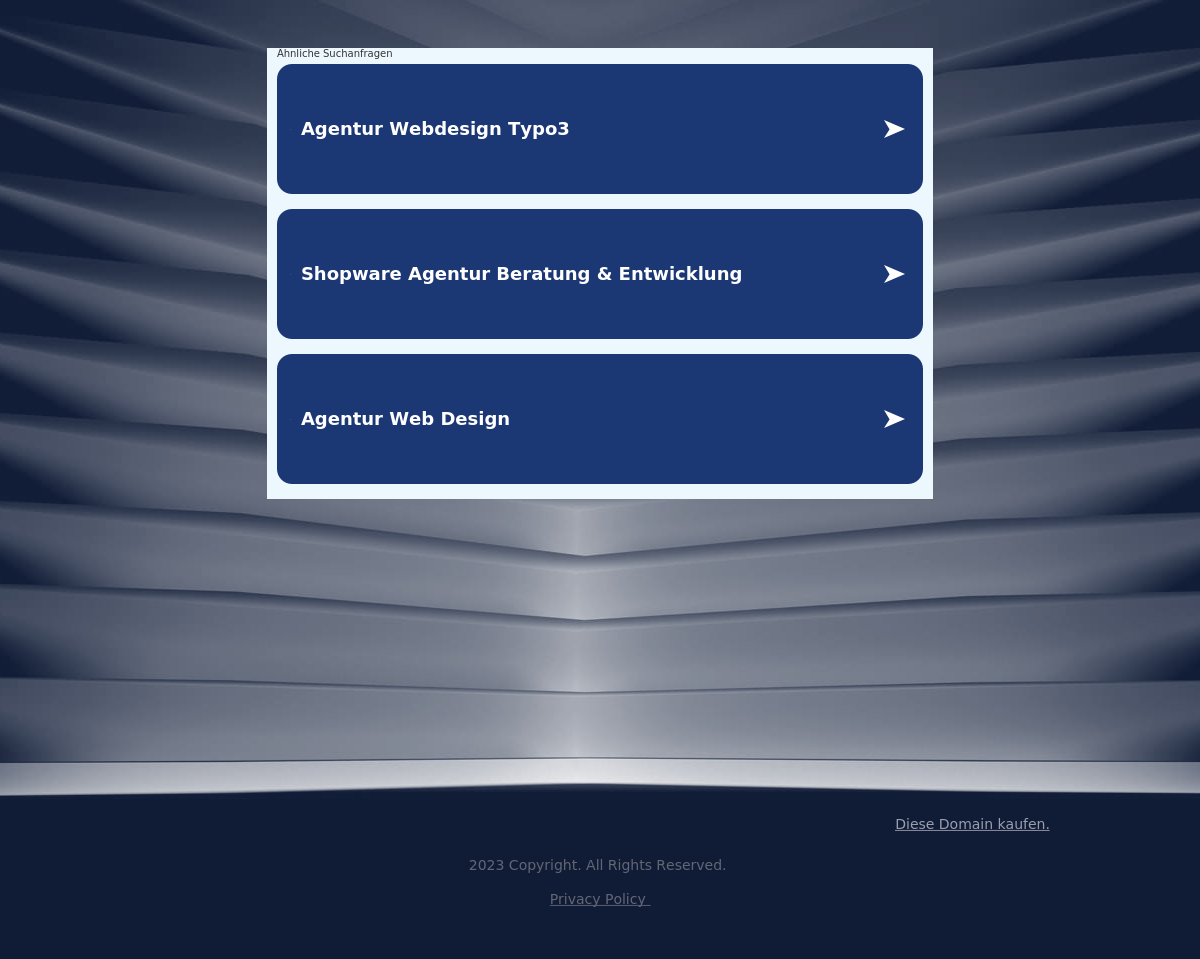 Ähnliche Suchanfragen
Agentur Webdesign Typo3
Shopware Agentur Beratung & Entwicklung
Agentur Web Design
Diese Domain kaufen.
2023 Copyright. All Rights Reserved.
Privacy Policy